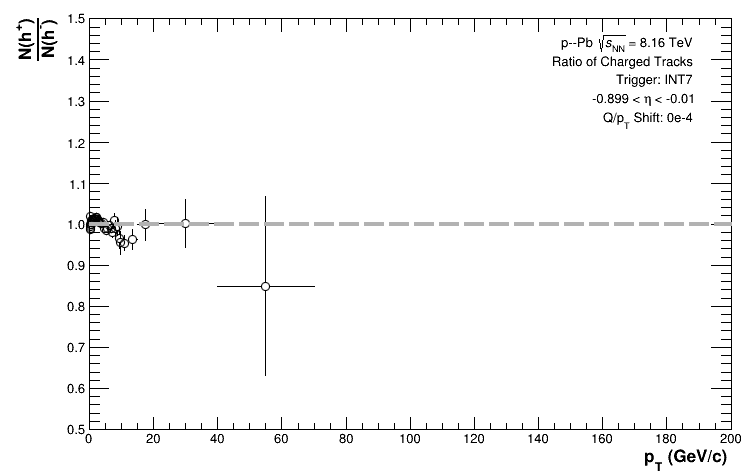 N(h⁺)
N(h⁻)
1.5
1.4
1.3
1.2
1.1
1.0
0.9
0.8
0.7
0.6
0.5
p--Pb √s_NN = 8.16 TeV
Ratio of Charged Tracks
Trigger: INT7
-0.899 < η < -0.01
Q/p_T Shift: 0e-4
0 20 40 60 80 100 120 140 160 180 200
p_T (GeV/c)